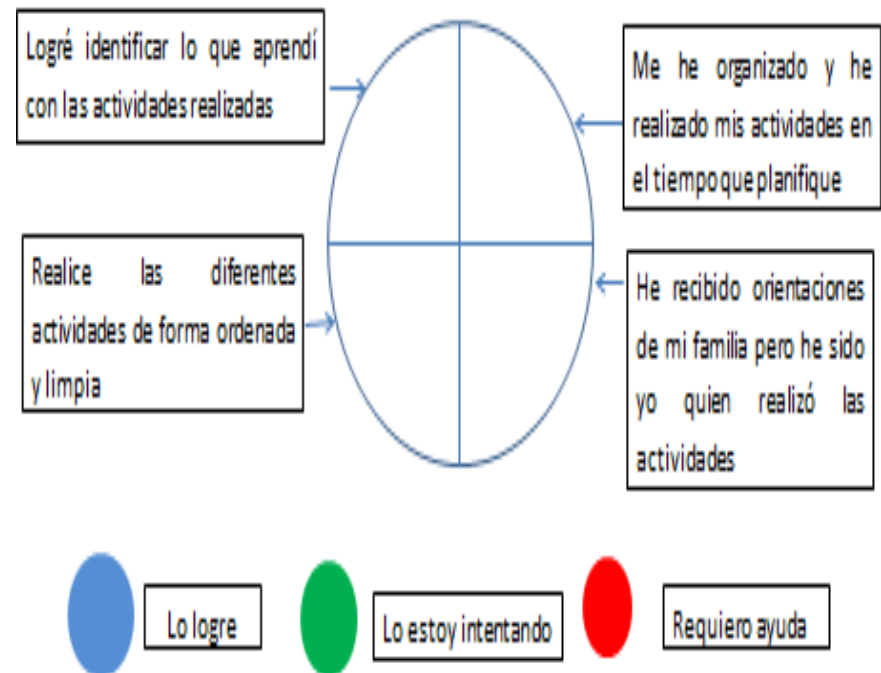 Logré identificar lo que aprendí
con las actividades realizadas
Me he organizado y he
realizado mis actividades en
el tiempo que planifique
Realice las diferentes
actividades de forma ordenada
y limpia
He recibido orientaciones
de mi familia pero he sido
yo quien realizó las
actividades
Lo logre
Lo estoy intentando
Requiero ayuda